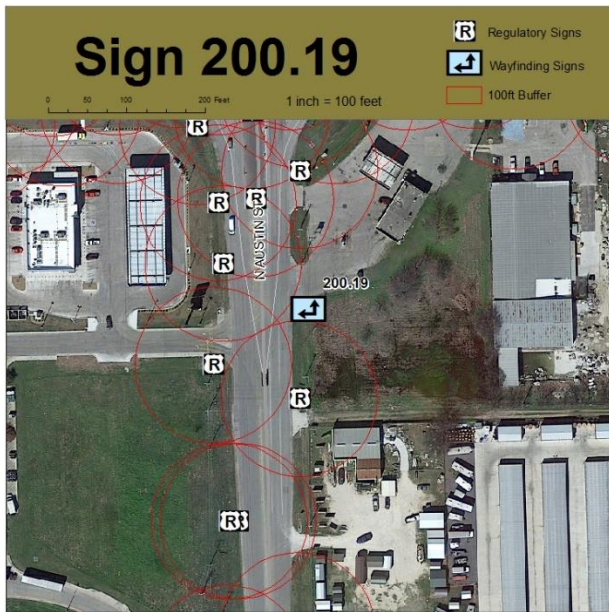 Sign 200.19
R Regulatory Signs
Wayfinding Signs
100ft Buffer
0 50 100 200 Feet
1 inch = 100 feet
R
R
R
R
N AUSTIN
R
200.19
R
R
R